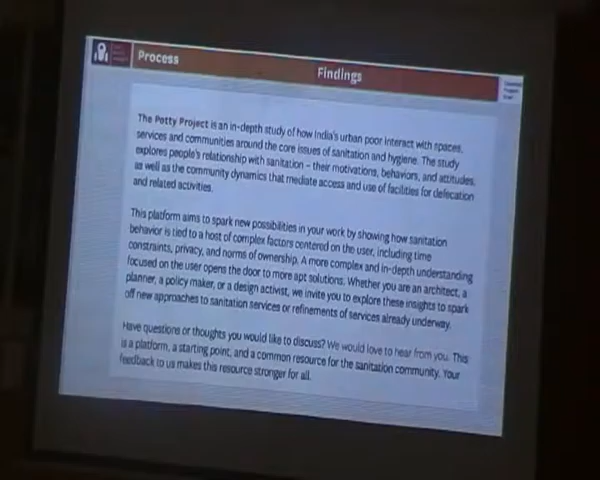 Process
Findings
The Potty Project is an in-depth study of how India's urban poor interact with spaces,
services and communities around the core issues of sanitation and hygiene. The study
explores people's relationship with sanitation – their motivations, behaviors, and attitudes,
as well as the community dynamics that mediate access and use of facilities for defecation
and related activities.
This platform aims to spark new possibilities in your work by showing how sanitation
behavior is tied to a host of complex factors centered on the user, including time
constraints, privacy, and norms of ownership. A more complex and in-depth understanding
focused on the user opens the door to more apt solutions. Whether you are an architect, a
planner, a policy maker, or a design activist, we invite you to explore these insights to spark
off new approaches to sanitation services or refinements of services already underway.
Have questions or thoughts you would like to discuss? We would love to hear from you. This
is a platform, a starting point, and a common resource for the sanitation community. Your
feedback to us makes this resource stronger for all.